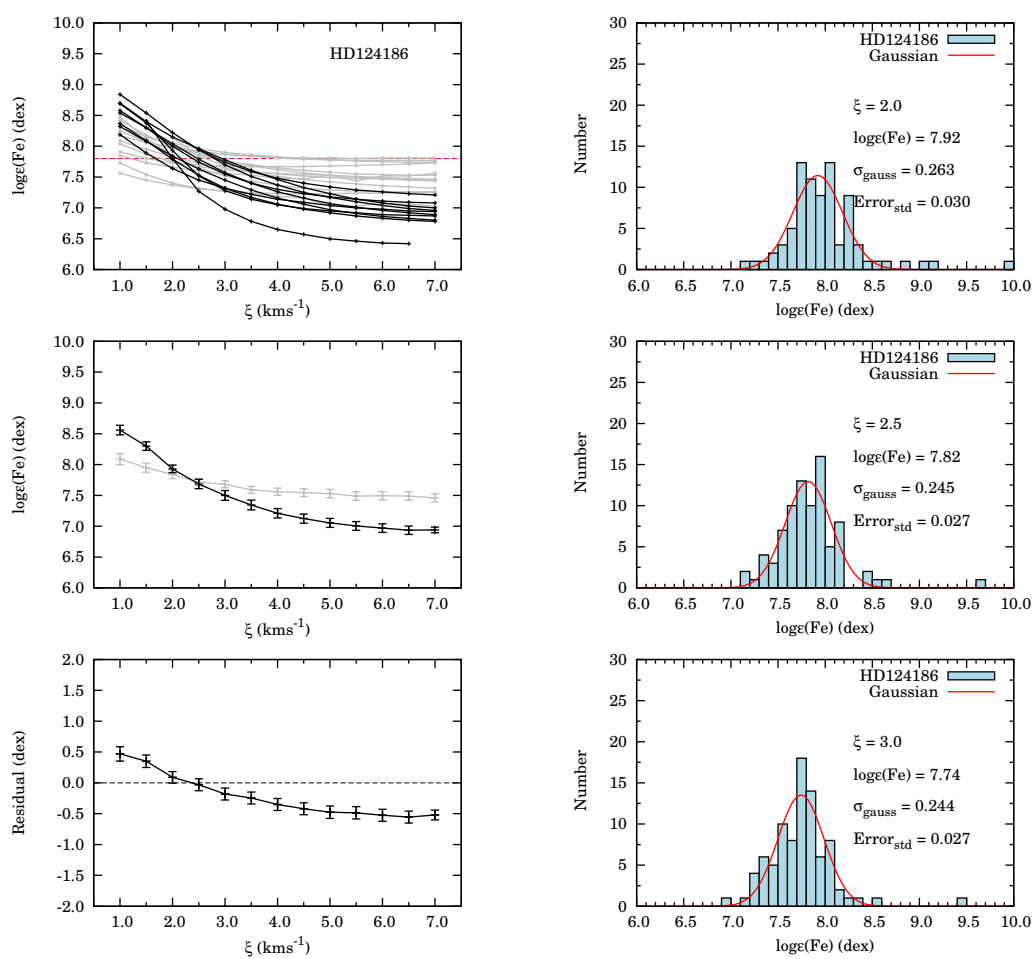 10.0
9.5
9.0
8.5
8.0
7.5
7.0
6.5
6.0
logε(Fe) (dex)
HD124186
1.0 2.0 3.0 4.0 5.0 6.0 7.0
ξ (kms⁻¹)
30
25
20
15
10
5
0
Number
HD124186
Gaussian
ξ = 2.0
logε(Fe) = 7.92
σgauss = 0.263
Errorstd = 0.030
6.0 6.5 7.0 7.5 8.0 8.5 9.0 9.5 10.0
logε(Fe) (dex)
10.0
9.5
9.0
8.5
8.0
7.5
7.0
6.5
6.0
logε(Fe) (dex)
1.0 2.0 3.0 4.0 5.0 6.0 7.0
ξ (kms⁻¹)
30
25
20
15
10
5
0
Number
HD124186
Gaussian
ξ = 2.5
logε(Fe) = 7.82
σgauss = 0.245
Errorstd = 0.027
6.0 6.5 7.0 7.5 8.0 8.5 9.0 9.5 10.0
logε(Fe) (dex)
2.0
1.5
1.0
0.5
0.0
-0.5
-1.0
-1.5
-2.0
Residual (dex)
1.0 2.0 3.0 4.0 5.0 6.0 7.0
ξ (kms⁻¹)
30
25
20
15
10
5
0
Number
HD124186
Gaussian
ξ = 3.0
logε(Fe) = 7.74
σgauss = 0.244
Errorstd = 0.027
6.0 6.5 7.0 7.5 8.0 8.5 9.0 9.5 10.0
logε(Fe) (dex)